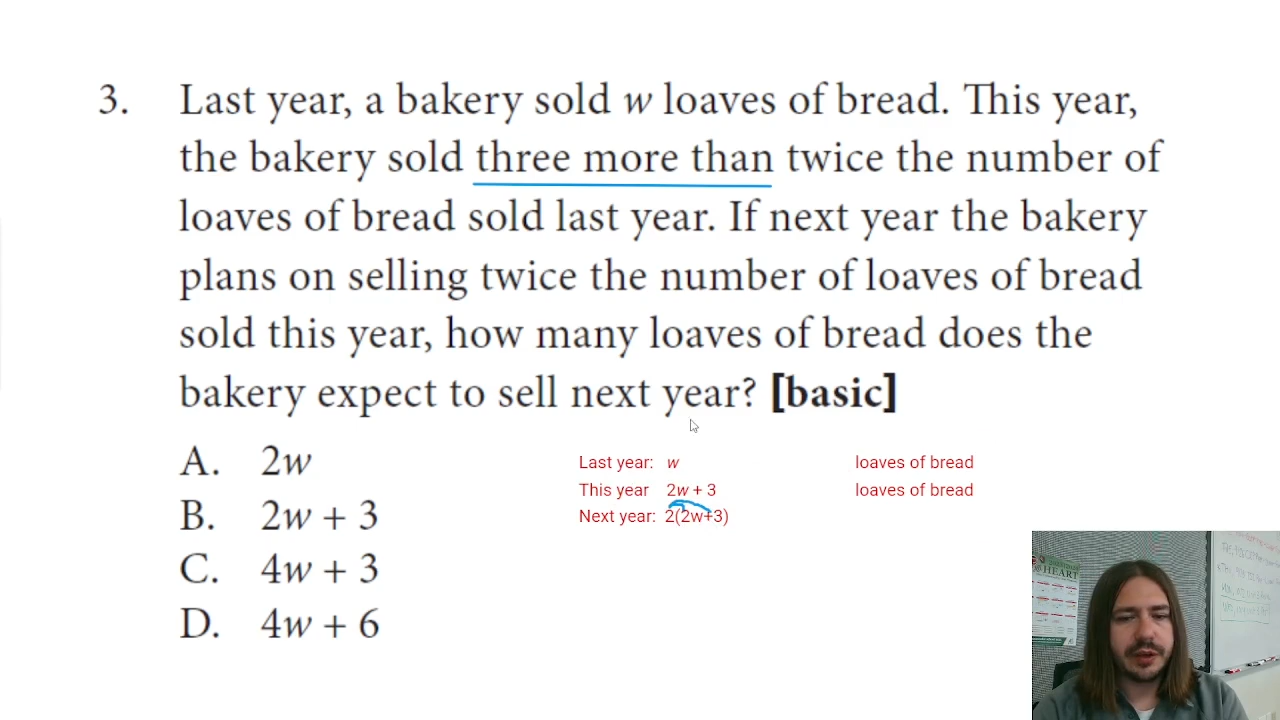 3. Last year, a bakery sold w loaves of bread. This year,
the bakery sold three more than twice the number of
loaves of bread sold last year. If next year the bakery
plans on selling twice the number of loaves of bread
sold this year, how many loaves of bread does the
bakery expect to sell next year? [basic]
A. 2w
B. 2w + 3
C. 4w + 3
D. 4w + 6
Last year: w loaves of bread
This year 2w + 3 loaves of bread
Next year: 2(2w+3)
HEART